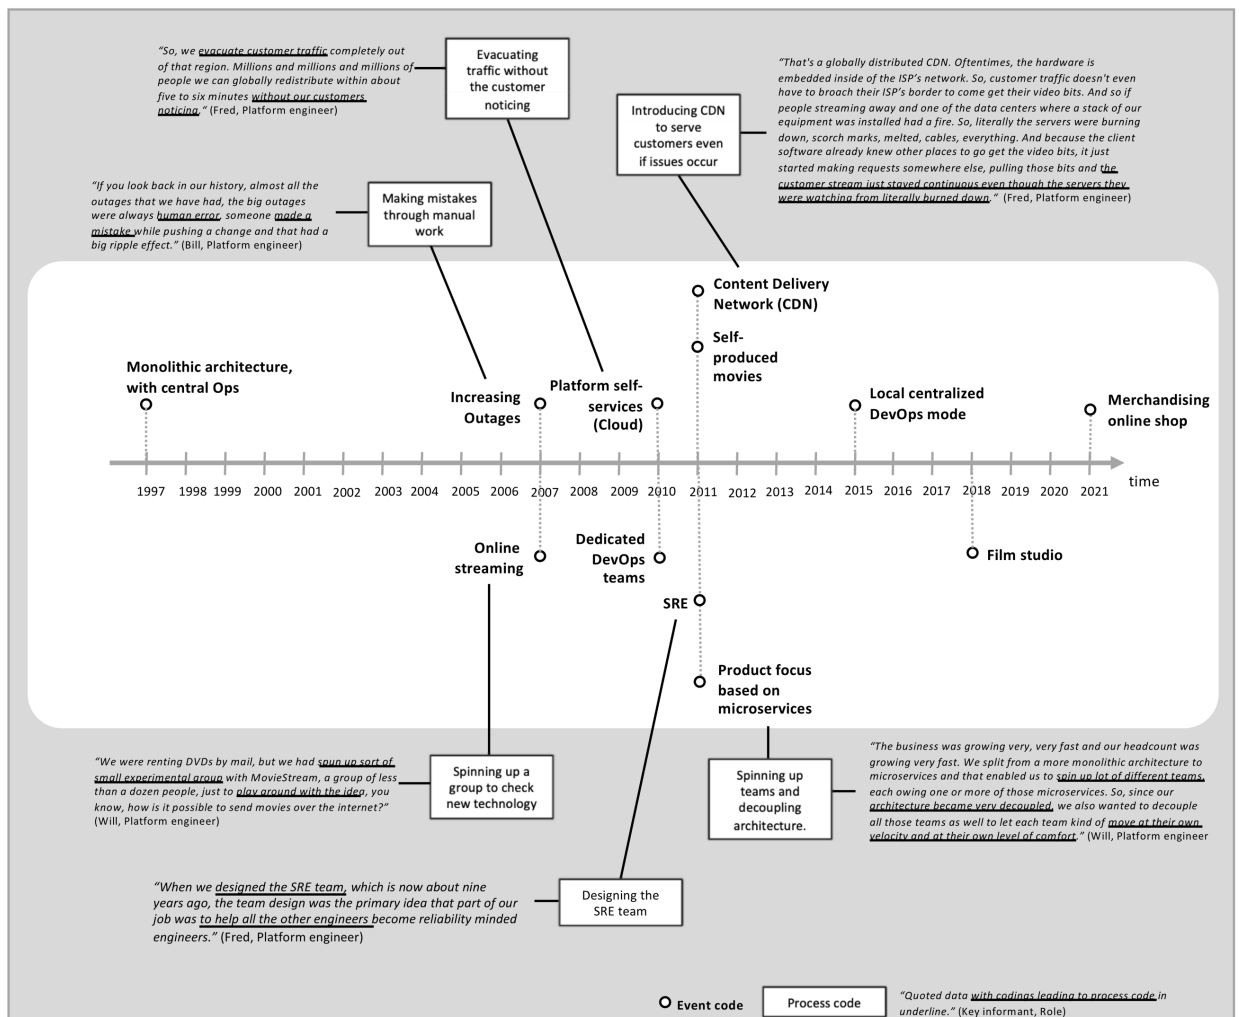 “So, we evacuate customer traffic completely out
of that region. Millions and millions and millions of
people we can globally redistribute within about
five to six minutes without our customers
noticing.” (Fred, Platform engineer)
Evacuating
traffic without
the customer
noticing
Introducing CDN
to serve
customers even
if issues occur
“That's a globally distributed CDN. Oftentimes, the hardware is
embedded inside of the ISP’s network. So, customer traffic doesn't even
have to broach their ISP’s border to come get their video bits. And so if
people streaming away and one of the data centers where a stack of our
equipment was installed had a fire. So, literally the servers were burning
down, scorch marks, melted, cables, everything. And because the client
software already knew other places to go get the video bits, it just
started making requests somewhere else, pulling those bits and the
customer stream just stayed continuous even though the servers they
were watching from literally burned down.” (Fred, Platform engineer)
“If you look back in our history, almost all the
outages that we have had, the big outages
were always human error, someone made a
mistake while pushing a change and that had a
big ripple effect.” (Bill, Platform engineer)
Making mistakes
through manual
work
Content Delivery
Network (CDN)
Self-
produced
movies
Monolithic architecture,
with central Ops
Increasing
Outages
Platform self-
services
(Cloud)
Local centralized
DevOps mode
Merchandising
online shop
1997 1998 1999 2000 2001 2002 2003 2004 2005 2006 2007 2008 2009 2010 2011 2012 2013 2014 2015 2016 2017 2018 2019 2020 2021
time
Online
streaming
Dedicated
DevOps
teams
Film studio
SRE
Product focus
based on
microservices
“We were renting DVDs by mail, but we had spun up sort of
small experimental group with MovieStream, a group of less
than a dozen people, just to play around with the idea, you
know, how is it possible to send movies over the internet?”
(Will, Platform engineer)
Spinning up a
group to check
new technology
Spinning up
teams and
decoupling
architecture.
“The business was growing very, very fast and our headcount was
growing very fast. We split from a more monolithic architecture to
microservices and that enabled us to spin up lot of different teams,
each owing one or more of those microservices. So, since our
architecture became very decoupled, we also wanted to decouple
all those teams as well to let each team kind of move at their own
velocity and at their own level of comfort.” (Will, Platform engineer
“When we designed the SRE team, which is now about nine
years ago, the team design was the primary idea that part of our
job was to help all the other engineers become reliability minded
engineers.” (Fred, Platform engineer)
Designing the
SRE team
Event code
Process code
“Quoted data with codings leading to process code in
underline.” (Key informant, Role)